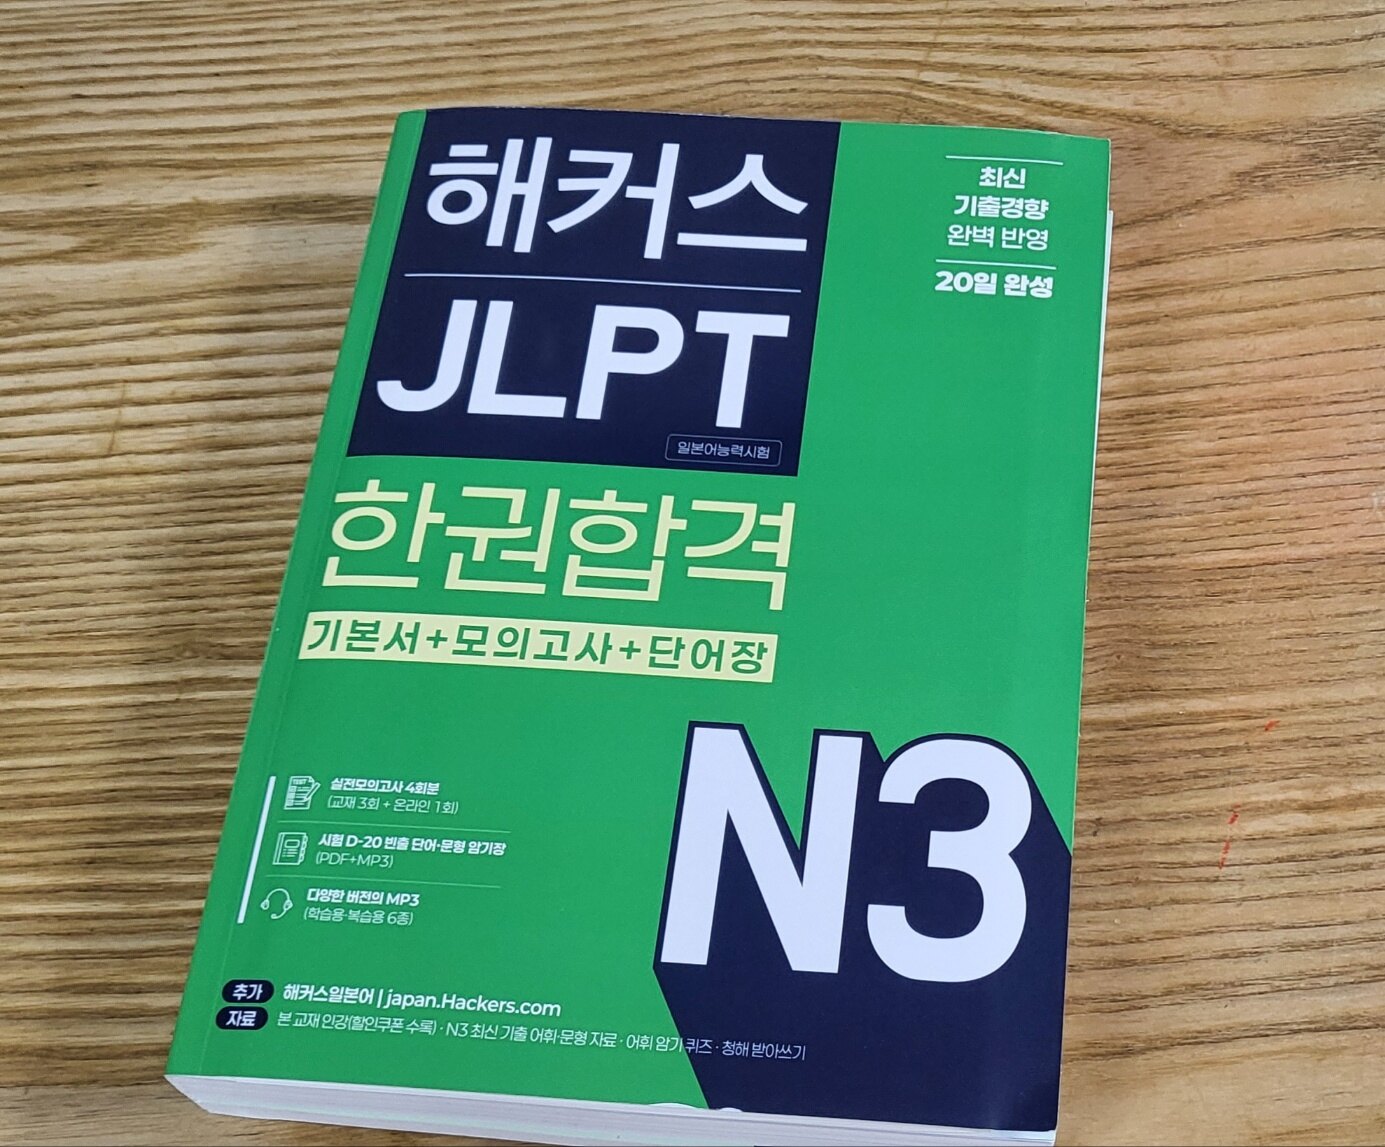 해커스
JLPT
일본어능력시험
최신
기출경향
완벽 반영
20일 완성
한권합격
기본서+모의고사+단어장
N3
실전모의고사 4회분
(교재 3회 + 온라인 1회)
시험 D-20 빈출 단어·문형 암기장
(PDF+MP3)
다양한 버전의 MP3
(학습용·복습용 6종)
추가 자료
해커스일본어 | japan.Hackers.com
본 교재 인강(할인쿠폰 수록) · N3 최신 기출 어휘·문형 자료 · 어휘 암기 퀴즈 · 청해 받아쓰기
TEST